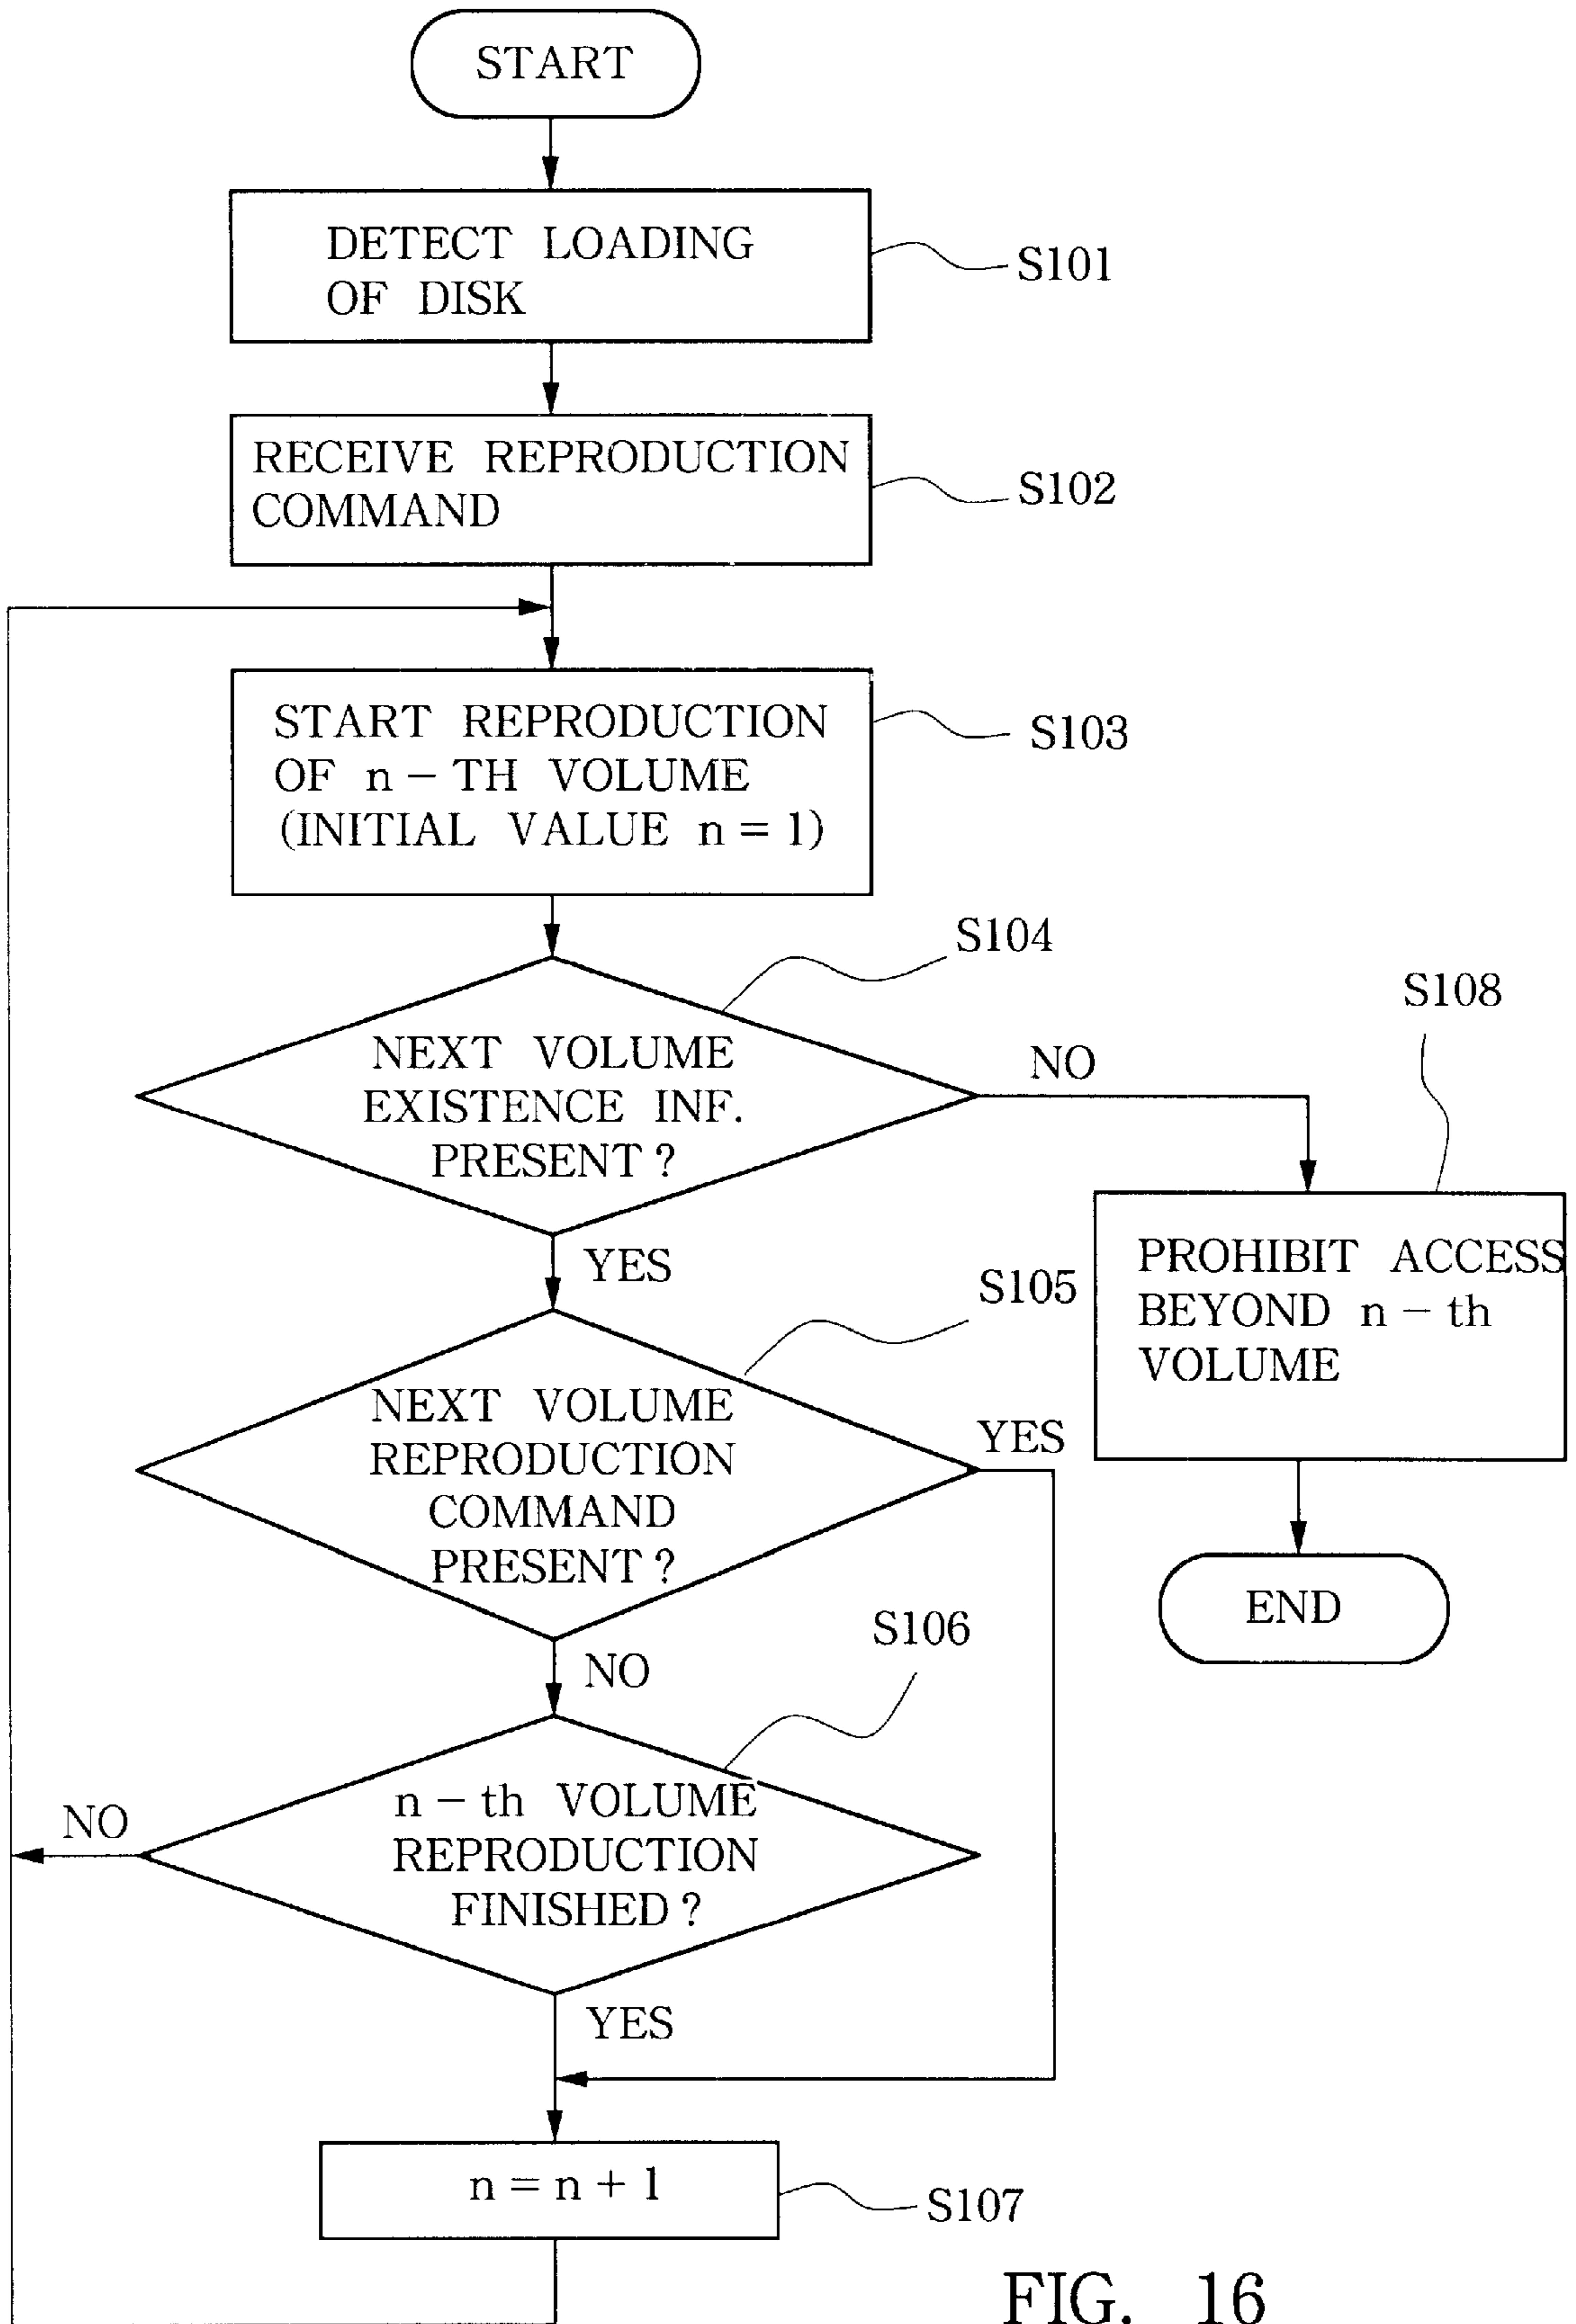 START
DETECT LOADING
OF DISK
S101
RECEIVE REPRODUCTION
COMMAND
S102
START REPRODUCTION
OF n - TH VOLUME
(INITIAL VALUE n = 1)
S103
S104
NEXT VOLUME
EXISTENCE INF.
PRESENT ?
NO
YES
S108
PROHIBIT ACCESS
BEYOND n - th
VOLUME
END
S105
NEXT VOLUME
REPRODUCTION
COMMAND
PRESENT ?
YES
NO
S106
n - th VOLUME
REPRODUCTION
FINISHED ?
NO
YES
n = n + 1
S107
FIG. 16